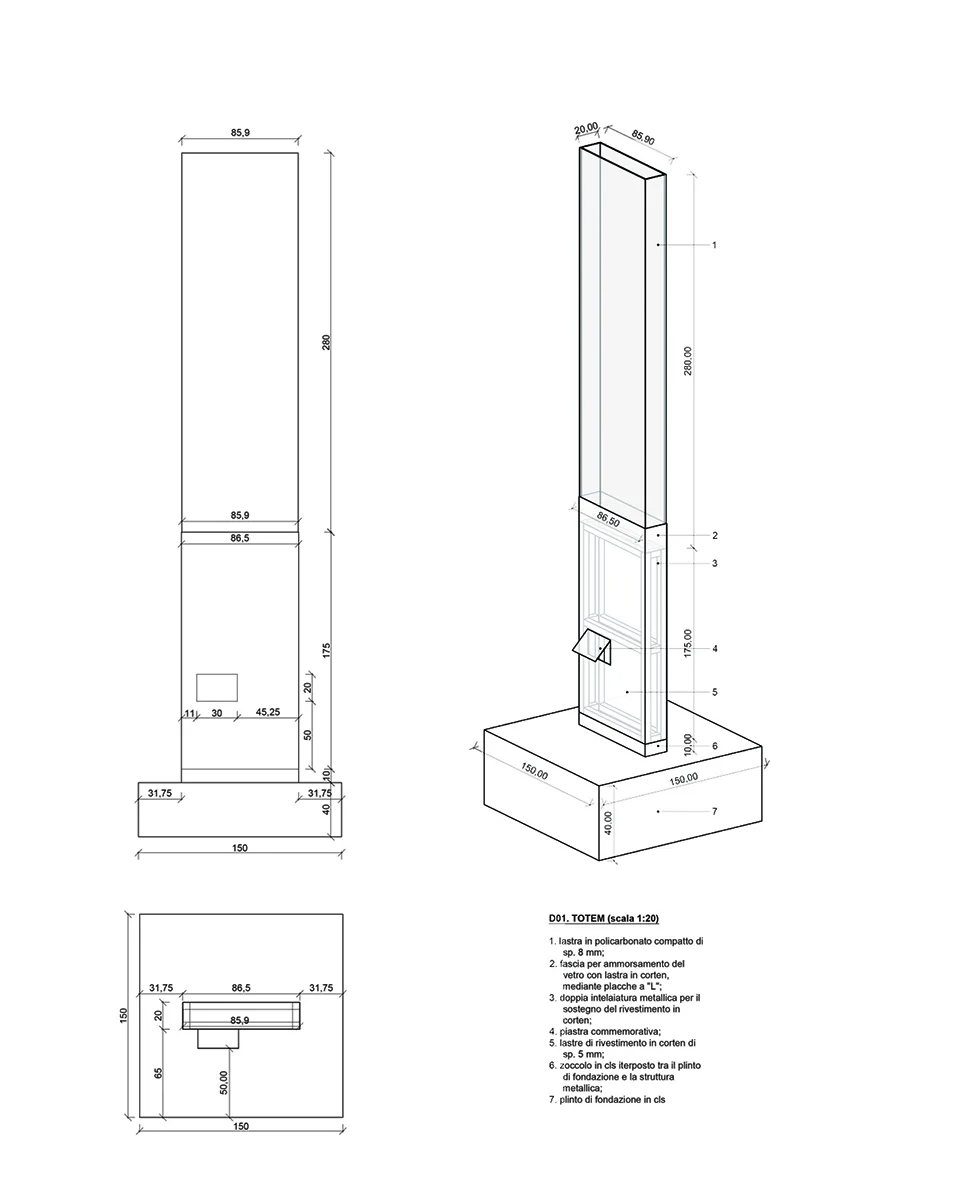 85,9
280
85,9
86,5
175
20
11
30
45,25
50
10
31,75
31,75
40
150
20,00
85,90
1
280,00
86,50
2
3
175,00
4
5
10,00
6
150,00
150,00
40,00
7
31,75
86,5
31,75
20
85,9
150
65
50,00
150
D01. TOTEM (scala 1:20)
1. lastra in policarbonato compatto di
sp. 8 mm;
2. fascia per ammorsamento del
vetro con lastra in corten,
mediante placche a "L";
3. doppia intelaiatura metallica per il
sostegno del rivestimento in
corten;
4. piastra commemorativa;
5. lastre di rivestimento in corten di
sp. 5 mm;
6. zoccolo in cls iterposto tra il plinto
di fondazione e la struttura
metallica;
7. plinto di fondazione in cls